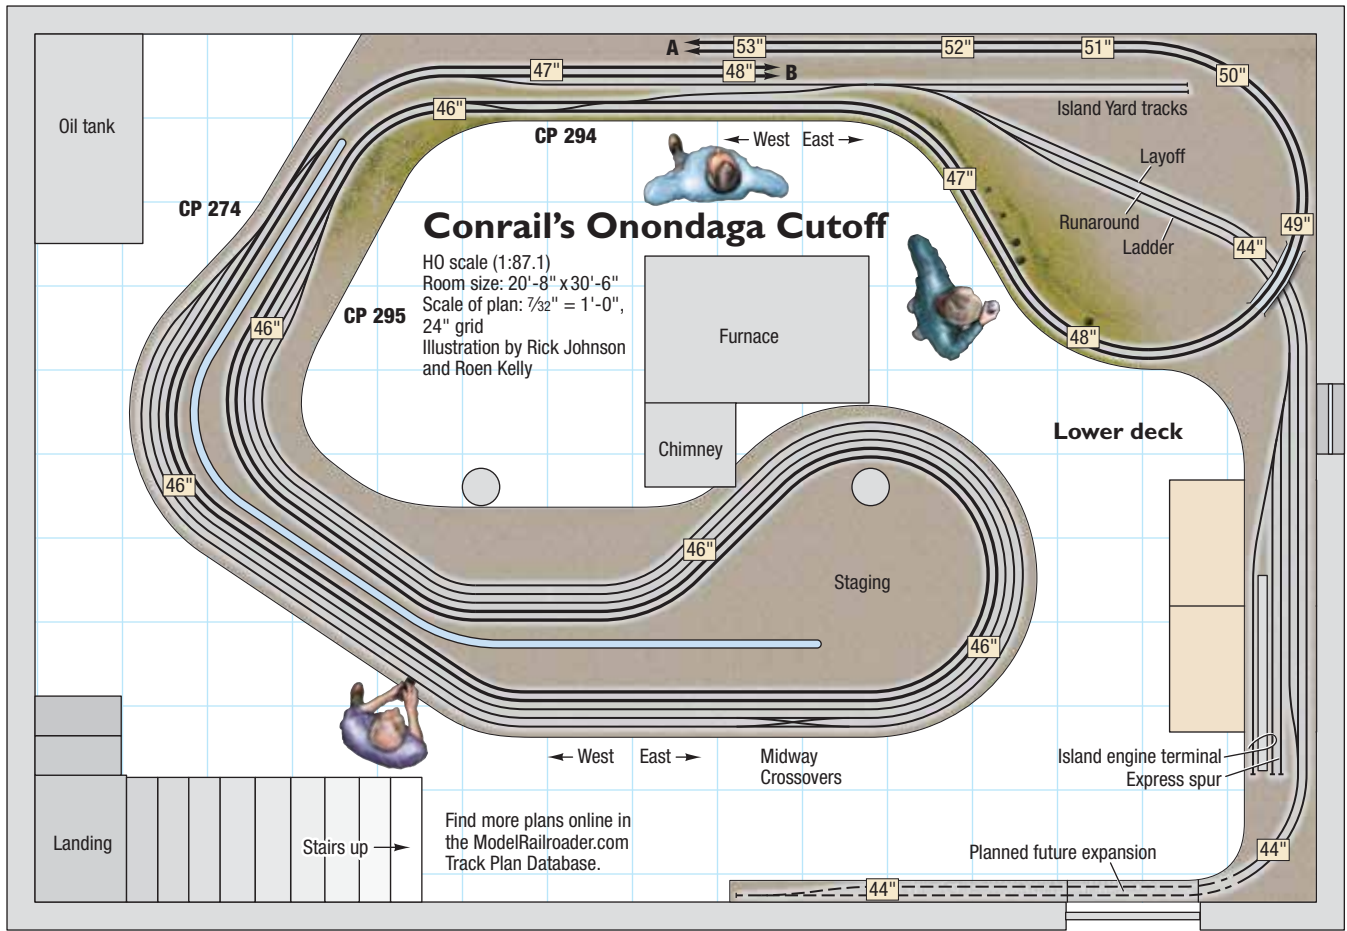 A
53"
52"
51"
50"
47"
48"
B
46"
Island Yard tracks
Oil tank
CP 294
West East
Layoff
47"
Runaround
Ladder
49"
44"
CP 274
Conrail's Onondaga Cutoff
HO scale (1:87.1)
Room size: 20'-8" x 30'-6"
Scale of plan: 7/32" = 1'-0",
24" grid
Illustration by Rick Johnson
and Roen Kelly
CP 295
46"
Furnace
48"
Chimney
Lower deck
46"
46"
Staging
46"
West East
Midway
Crossovers
Island engine terminal
Express spur
Landing
Stairs up
Find more plans online in
the ModelRailroader.com
Track Plan Database.
Planned future expansion
44"
44"